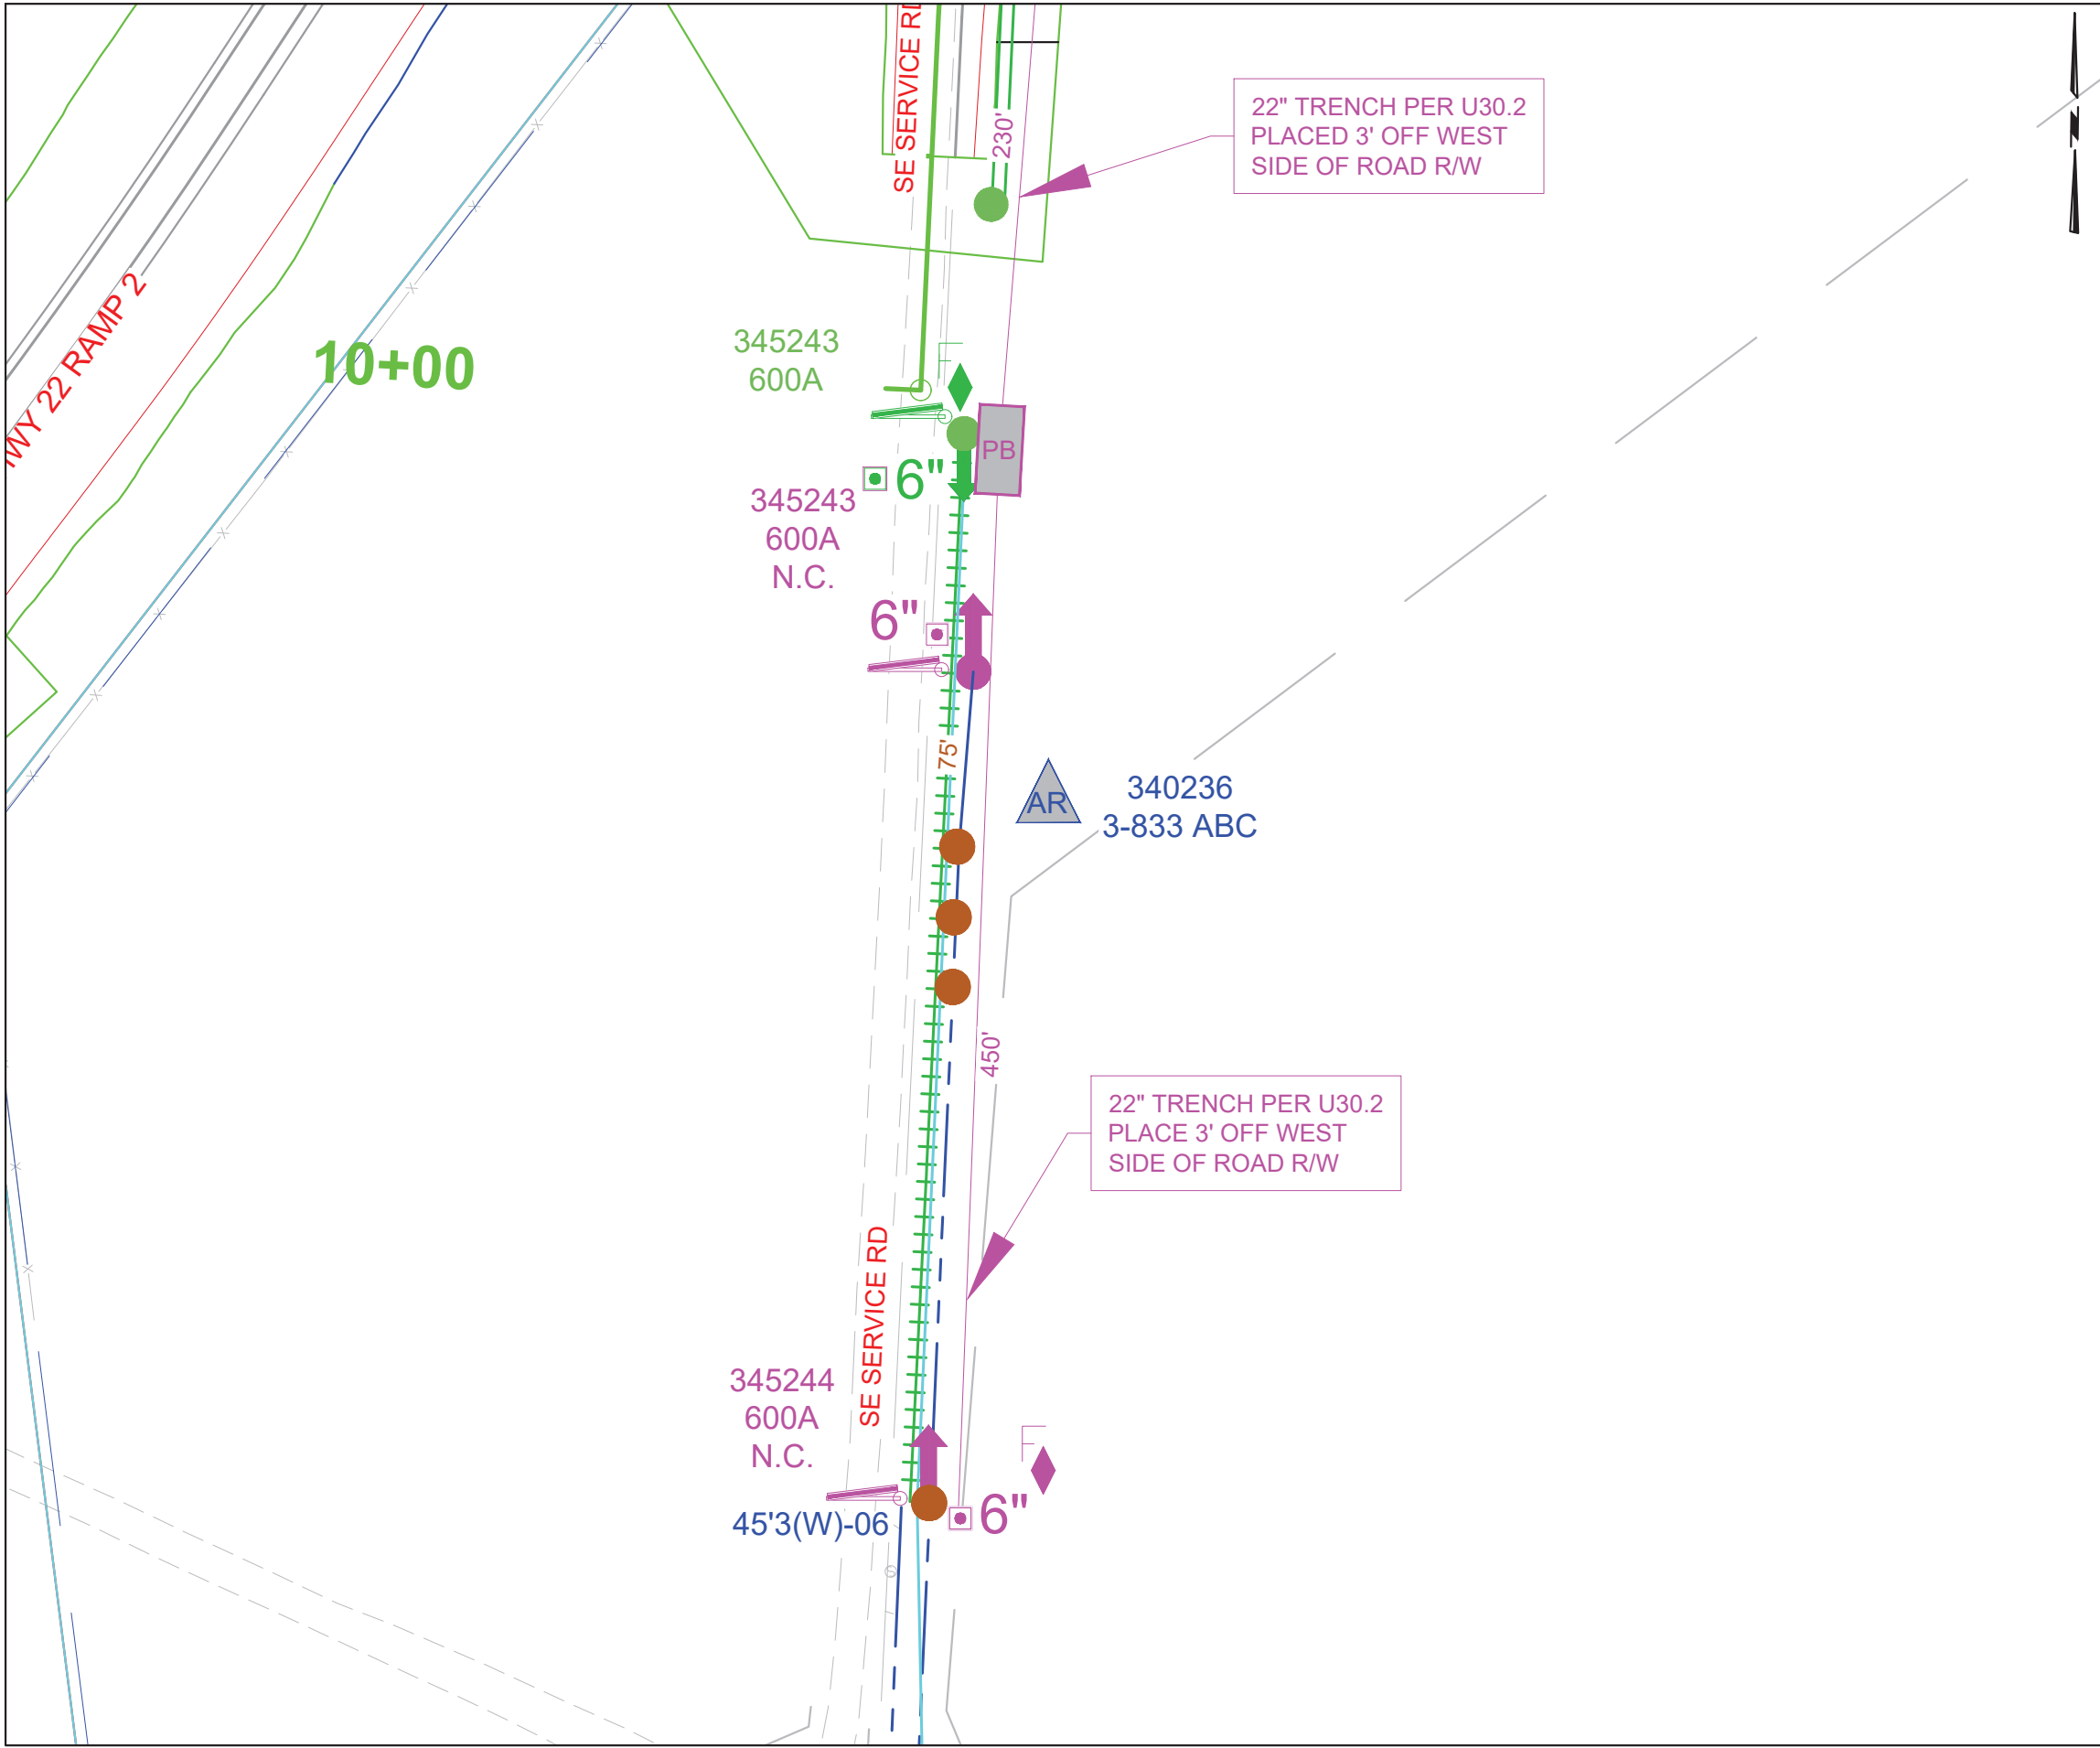 SE SERVICE RD
230'
22" TRENCH PER U30.2
PLACED 3' OFF WEST
SIDE OF ROAD R/W
N
WY 22 RAMP 2
10+00
345243
600A
F
PB
6"
345243
600A
N.C.
6"
75'
AR
340236
3-833 ABC
450'
22" TRENCH PER U30.2
PLACE 3' OFF WEST
SIDE OF ROAD R/W
SE SERVICE RD
345244
600A
N.C.
F
6"
45'3(W)-06